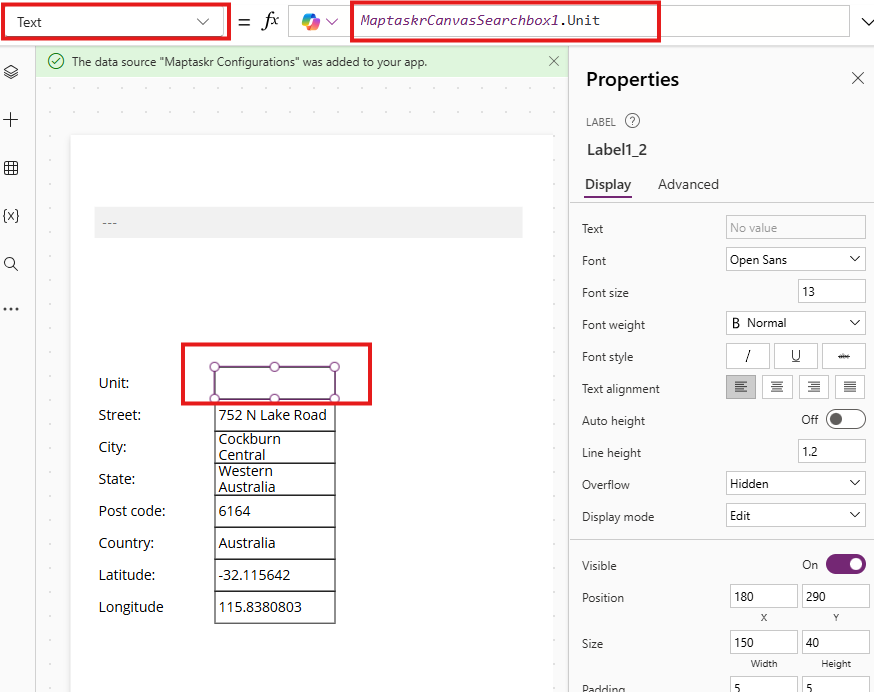 Text
=
fx
MaptaskrCanvasSearchbox1.Unit
The data source "Maptaskr Configurations" was added to your app.
---
Unit:
Street:
752 N Lake Road
City:
Cockburn
Central
State:
Western
Australia
Post code:
6164
Country:
Australia
Latitude:
-32.115642
Longitude
115.8380803
{x}
Properties
LABEL ?
Label1_2
Display
Advanced
Text
No value
Font
Open Sans
Font size
13
Font weight
B Normal
Font style
/ U abc
Text alignment
Auto height
Off
Line height
1.2
Overflow
Hidden
Display mode
Edit
Visible
On
Position
180
290
X
Y
Size
150
40
Width
Height
Padding
5
5